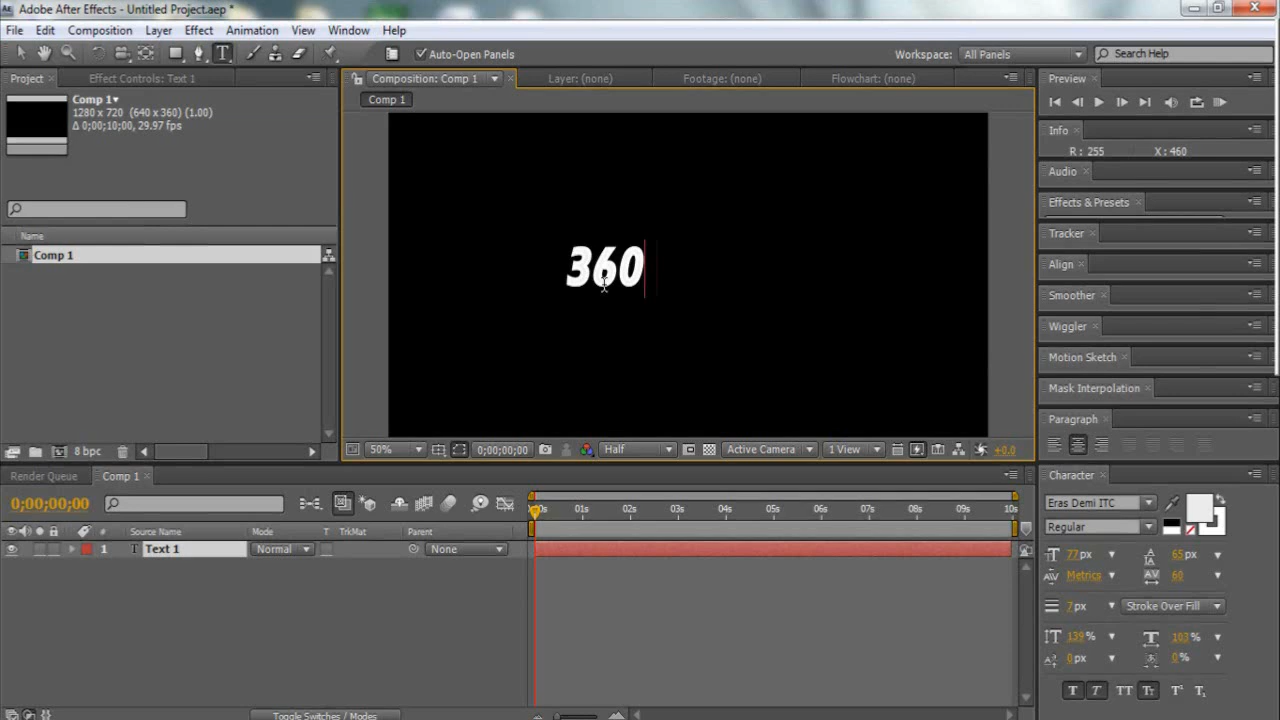 Adobe After Effects - Untitled Project.aep *
File Edit Composition Layer Effect Animation View Window Help
Auto-Open Panels
Workspace: All Panels
Search Help
Project
Effect Controls: Text 1
Composition: Comp 1
Layer: (none)
Footage: (none)
Flowchart: (none)
Preview
Comp 1
1280 x 720 (640 x 360) (1.00)
Δ 0;00;10;00, 29.97 fps
Comp 1
Info
R: 255 X: 460
Audio
Effects & Presets
Tracker
Align
Smoother
Wiggler
Motion Sketch
Mask Interpolation
Paragraph
Name
Comp 1
360
8 bpc
50% 0;00;00;00 Half Active Camera 1 View +0.0
Render Queue
Comp 1
Character
0;00;00;00
01s 02s 03s 04s 05s 06s 07s 08s 09s 10s
# Source Name Mode T TrkMat Parent
1 T Text 1 Normal None
Eras Demi ITC
Regular
77 px 65 px
Metrics 60
7 px Stroke Over Fill
139 % 103 %
0 px 0 %
T T TT Tt T¹ T₁
Toggle Switches / Modes